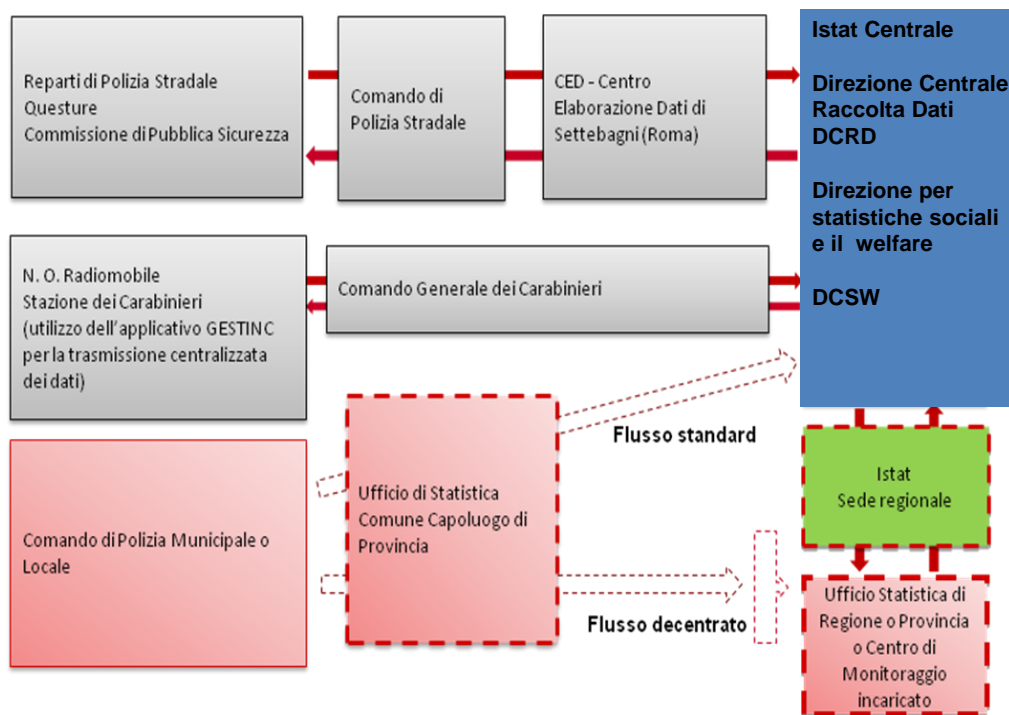 Reparti di Polizia Stradale
Questure
Commissione di Pubblica Sicurezza
Comando di
Polizia Stradale
CED - Centro
Elaborazione Dati di
Settebagni (Roma)
Istat Centrale
Direzione Centrale
Raccolta Dati
DCRD
Direzione per
statistiche sociali
e il welfare
DCSW
N. O. Radiomobile
Stazione dei Carabinieri
(utilizzo dell'applicativo GESTINC
per la trasmissione centralizzata
dei dati)
Comando Generale dei Carabinieri
Comando di Polizia Municipale o
Locale
Ufficio di Statistica
Comune Capoluogo di
Provincia
Flusso standard
Flusso decentrato
Istat
Sede regionale
Ufficio Statistica di
Regione o Provincia
o Centro di
Monitoraggio
incaricato